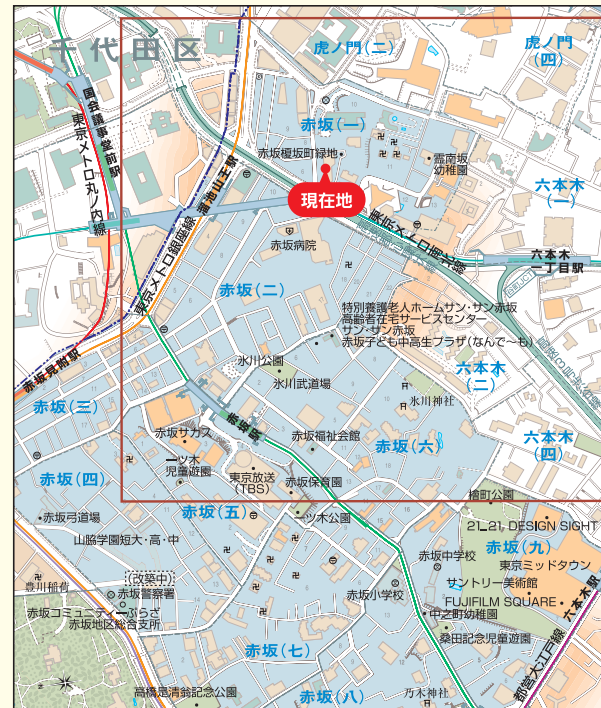 千代田区
虎ノ門(二)
虎ノ門
(四)
国会議事堂前駅
東京メトロ丸ノ内線
赤坂(一)
赤坂榎坂町緑地
霊南坂
幼稚園
溜池山王駅
現在地
六本木
(一)
東京メトロ銀座線
赤坂病院
東京メトロ南北線
六本木
一丁目駅
赤坂(二)
特別養護老人ホームサン・サン赤坂
高齢者在宅サービスセンター
サン・サン赤坂
赤坂子ども中高生プラザ(なんで〜も)
赤坂見附駅
氷川公園
氷川武道場
六本木
(二)
氷川神社
赤坂(三)
赤坂駅
赤坂サカス
赤坂福祉会館
赤坂(六)
六本木
(四)
一ツ木
児童遊園
赤坂(四)
東京放送
(TBS)
赤坂保育園
檜町公園
赤坂(五)
一ツ木公園
赤坂弓道場
21_21 DESIGN SIGHT
山脇学園短大・高・中
赤坂(九)
赤坂中学校
東京ミッドタウン
豊川稲荷
(改築中)
赤坂警察署
赤坂小学校
サントリー美術館
FUJIFILM SQUARE
六本木駅
赤坂コミュニティーぷらざ
赤坂地区総合支所
中之町幼稚園
桑田記念児童遊園
赤坂(七)
都営大江戸線
高橋是清翁記念公園
赤坂(八)
乃木神社